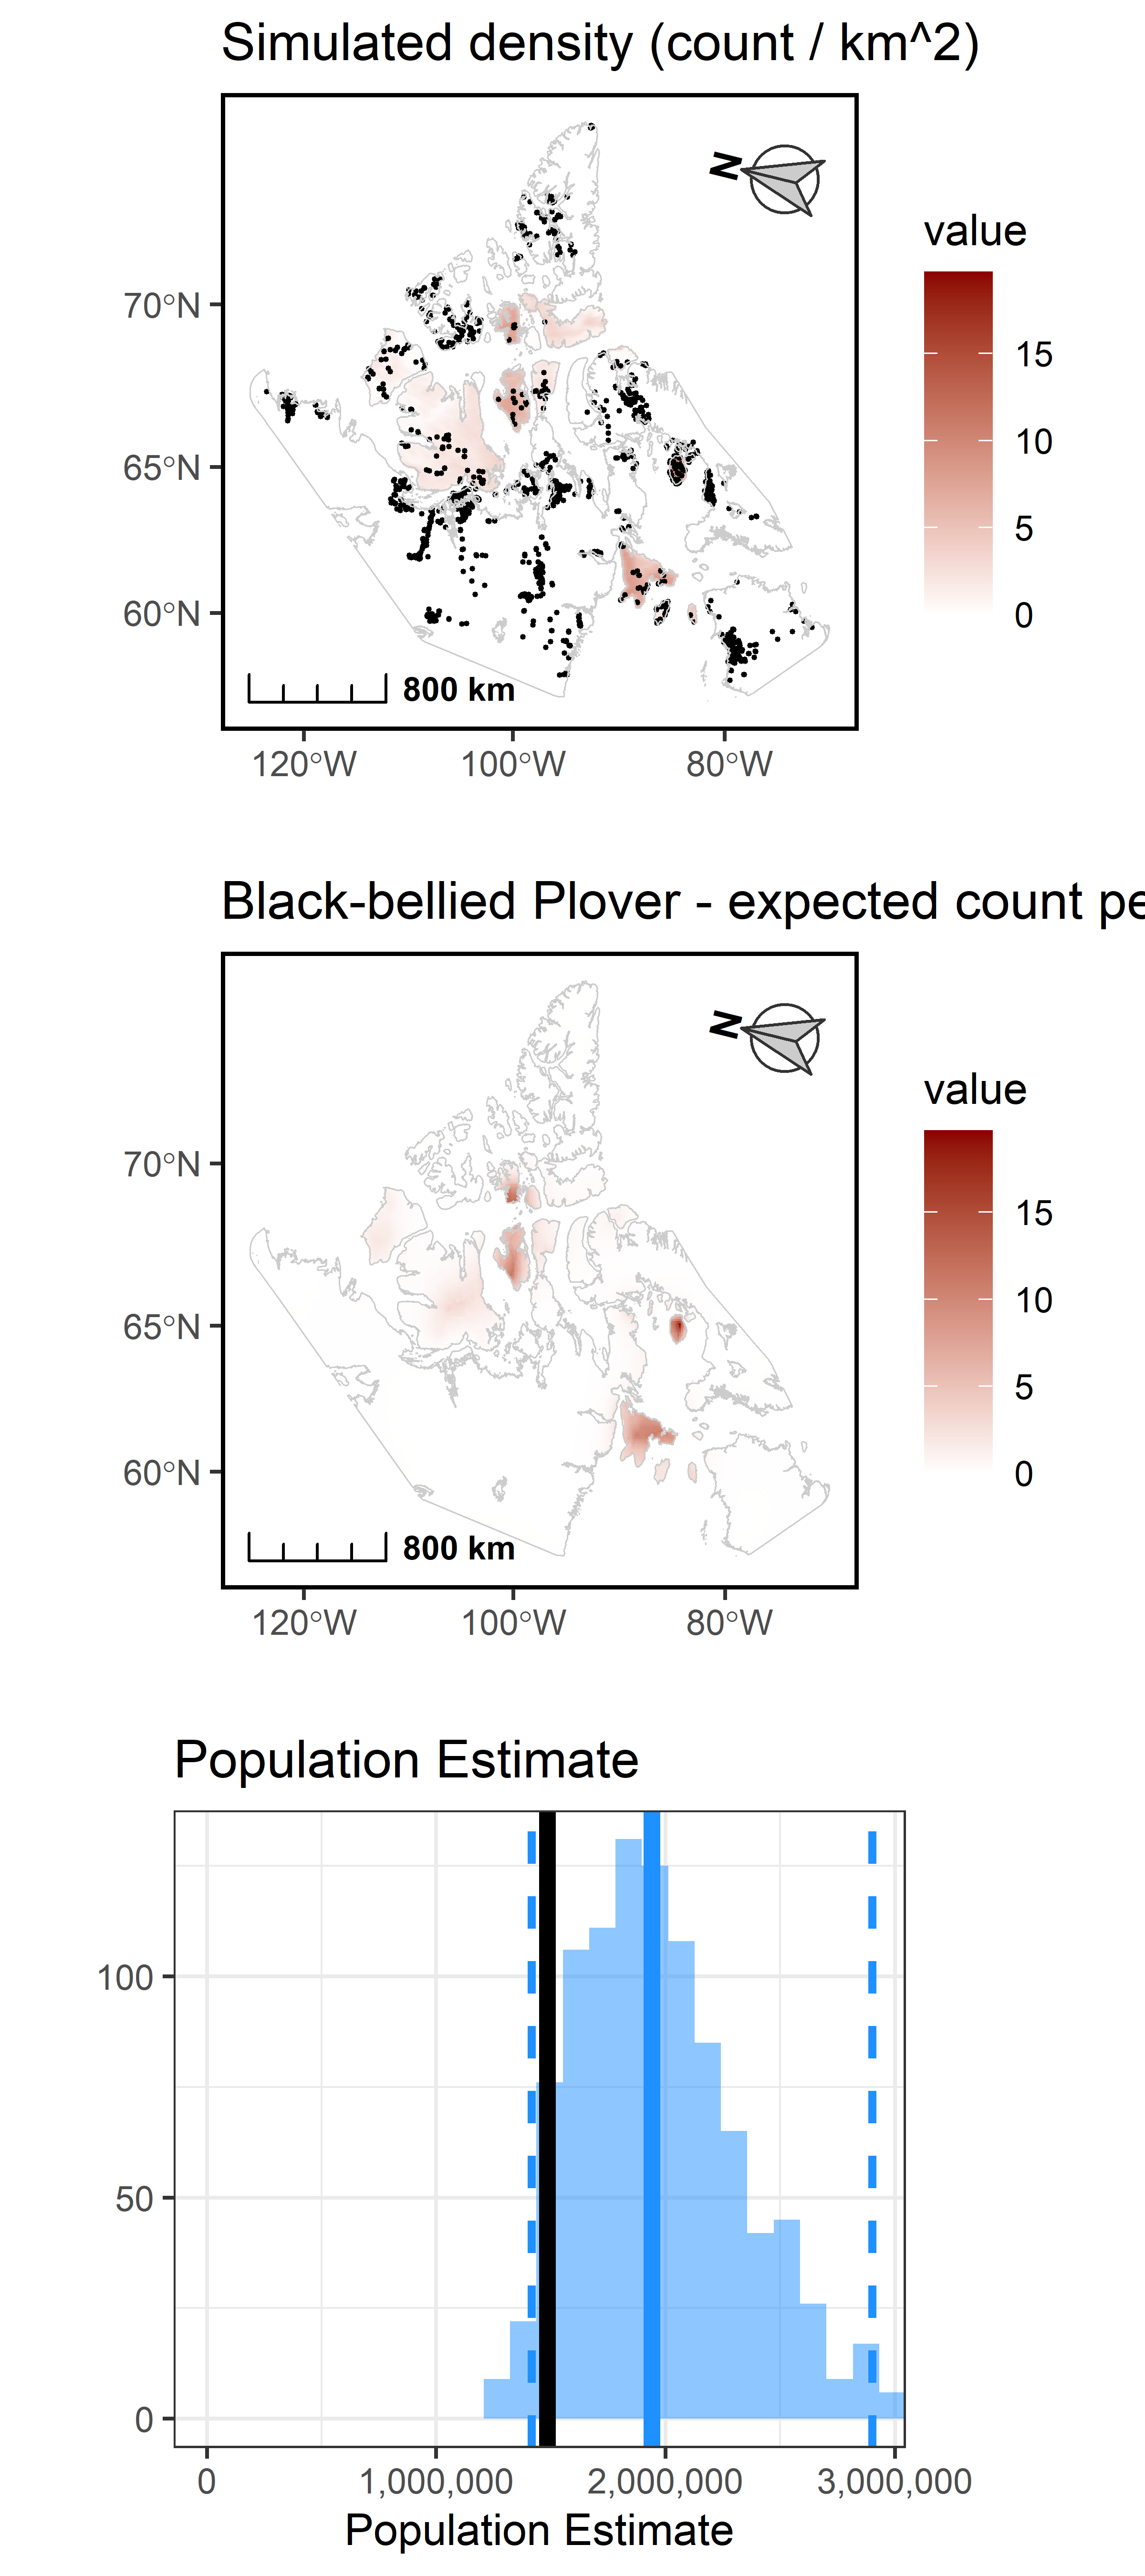 Simulated density (count / km^2)
N
value
15
10
5
0
70°N
65°N
60°N
800 km
120°W 100°W 80°W
Black-bellied Plover - expected count pe
N
value
15
10
5
0
70°N
65°N
60°N
800 km
120°W 100°W 80°W
Population Estimate
100
50
0
0 1,000,000 2,000,000 3,000,000
Population Estimate